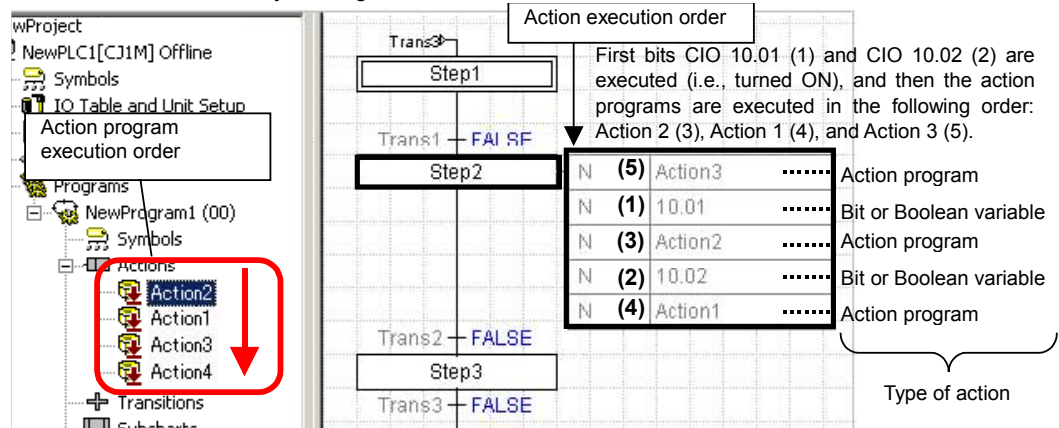 wProject
NewPLC1[CJ1M] Offline
Symbols
IO Table and Unit Setup
Action program
execution order
Programs
NewProgram1 (00)
Symbols
Actions
Action2
Action1
Action3
Action4
Transitions
Subcharts
Action execution order
Trans3
Step1
Trans1 FALSE
Step2
Trans2 FALSE
Step3
Trans3 FALSE
First bits CIO 10.01 (1) and CIO 10.02 (2) are
executed (i.e., turned ON), and then the action
programs are executed in the following order:
Action 2 (3), Action 1 (4), and Action 3 (5).
N (5) Action3 Action program
N (1) 10.01 Bit or Boolean variable
N (3) Action2 Action program
N (2) 10.02 Bit or Boolean variable
N (4) Action1 Action program
Type of action